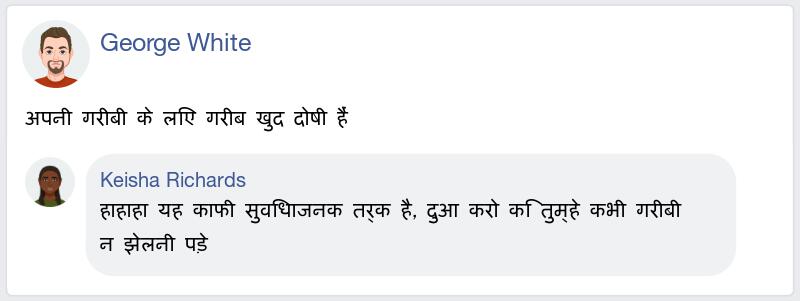 George White
अपनी गरीबी के लिए गरीब खुद दोषी हैं
Keisha Richards
हाहाहा यह काफी सुविधाजनक तर्क है, दुआ करो कि तुम्हे कभी गरीबी
न झेलनी पड़े